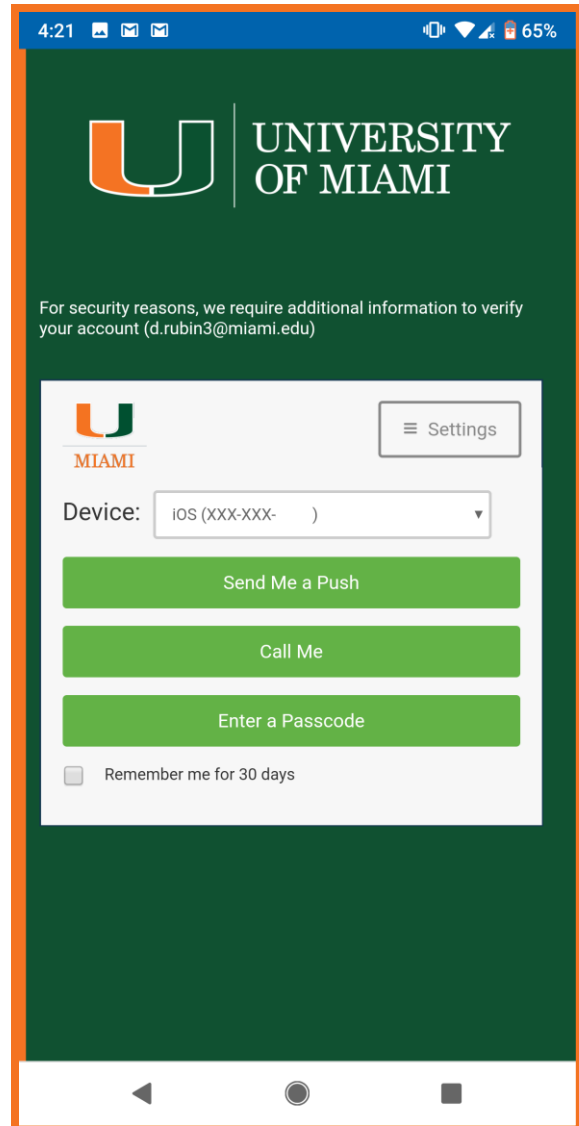 4:21 65%
UNIVERSITY
OF MIAMI
For security reasons, we require additional information to verify
your account (d.rubin3@miami.edu)
MIAMI
≡ Settings
Device: iOS (XXX-XXX- )
Send Me a Push
Call Me
Enter a Passcode
Remember me for 30 days